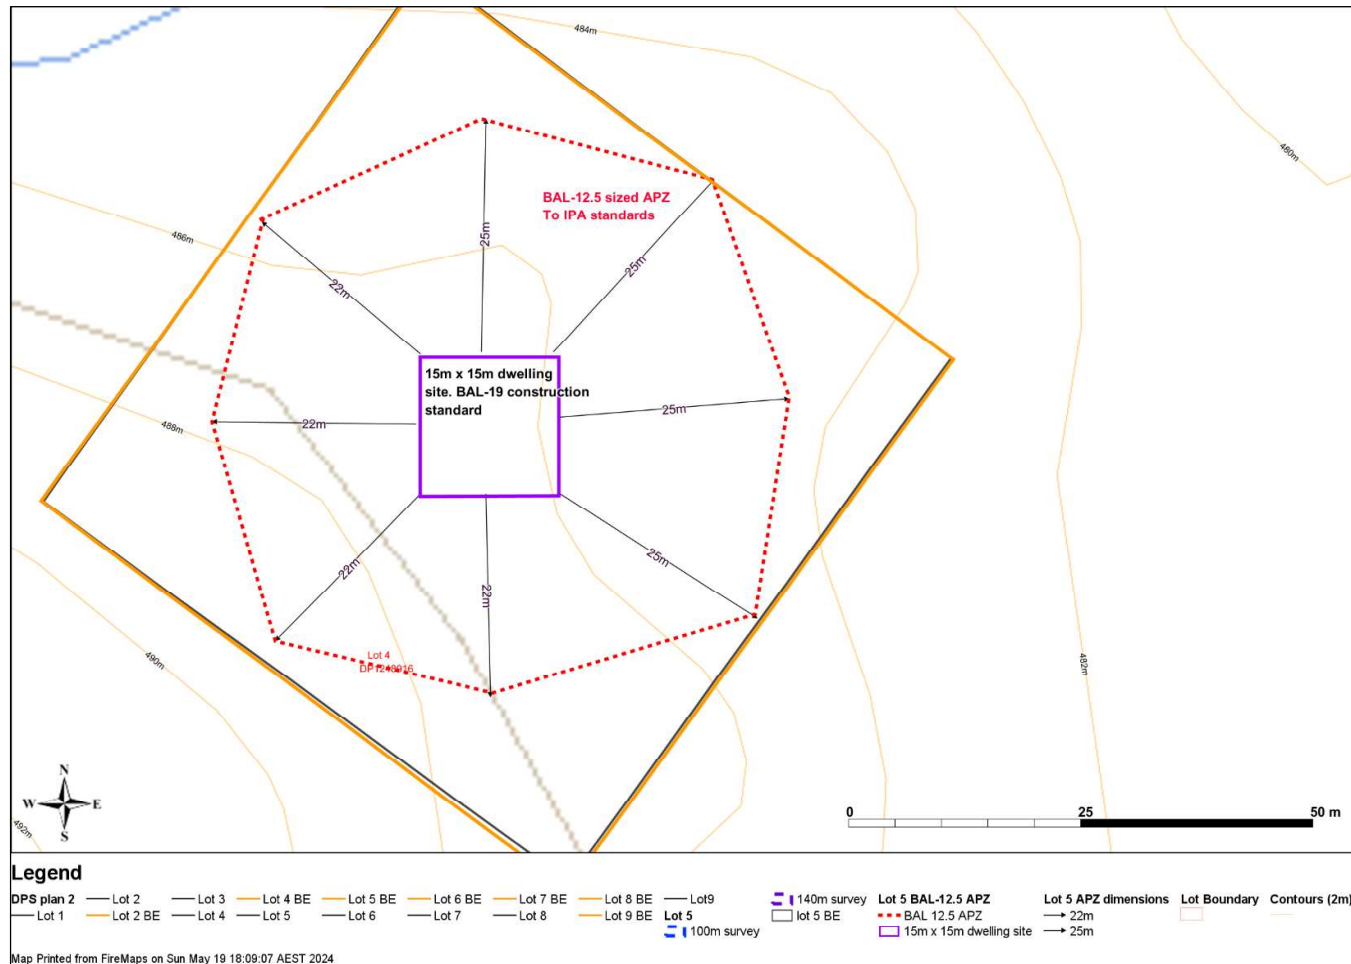 484m
480m
BAL-12.5 sized APZ
To IPA standards
25m
486m
25m
22m
15m x 15m dwelling
site. BAL-19 construction
standard
25m
22m
488m
25m
22m
22m
Lot 4
DP1248916
490m
482m
N
W E
S
492m
0 25 50 m
Legend
DPS plan 2 Lot 2 Lot 3 Lot 4 BE Lot 5 BE Lot 6 BE Lot 7 BE Lot 8 BE Lot9 140m survey Lot 5 BAL-12.5 APZ Lot 5 APZ dimensions Lot Boundary Contours (2m)
Lot 1 Lot 2 BE Lot 4 Lot 5 Lot 6 Lot 7 Lot 8 Lot 9 BE Lot 5 lot 5 BE BAL 12.5 APZ 22m
100m survey 15m x 15m dwelling site 25m
Map Printed from FireMaps on Sun May 19 18:09:07 AEST 2024